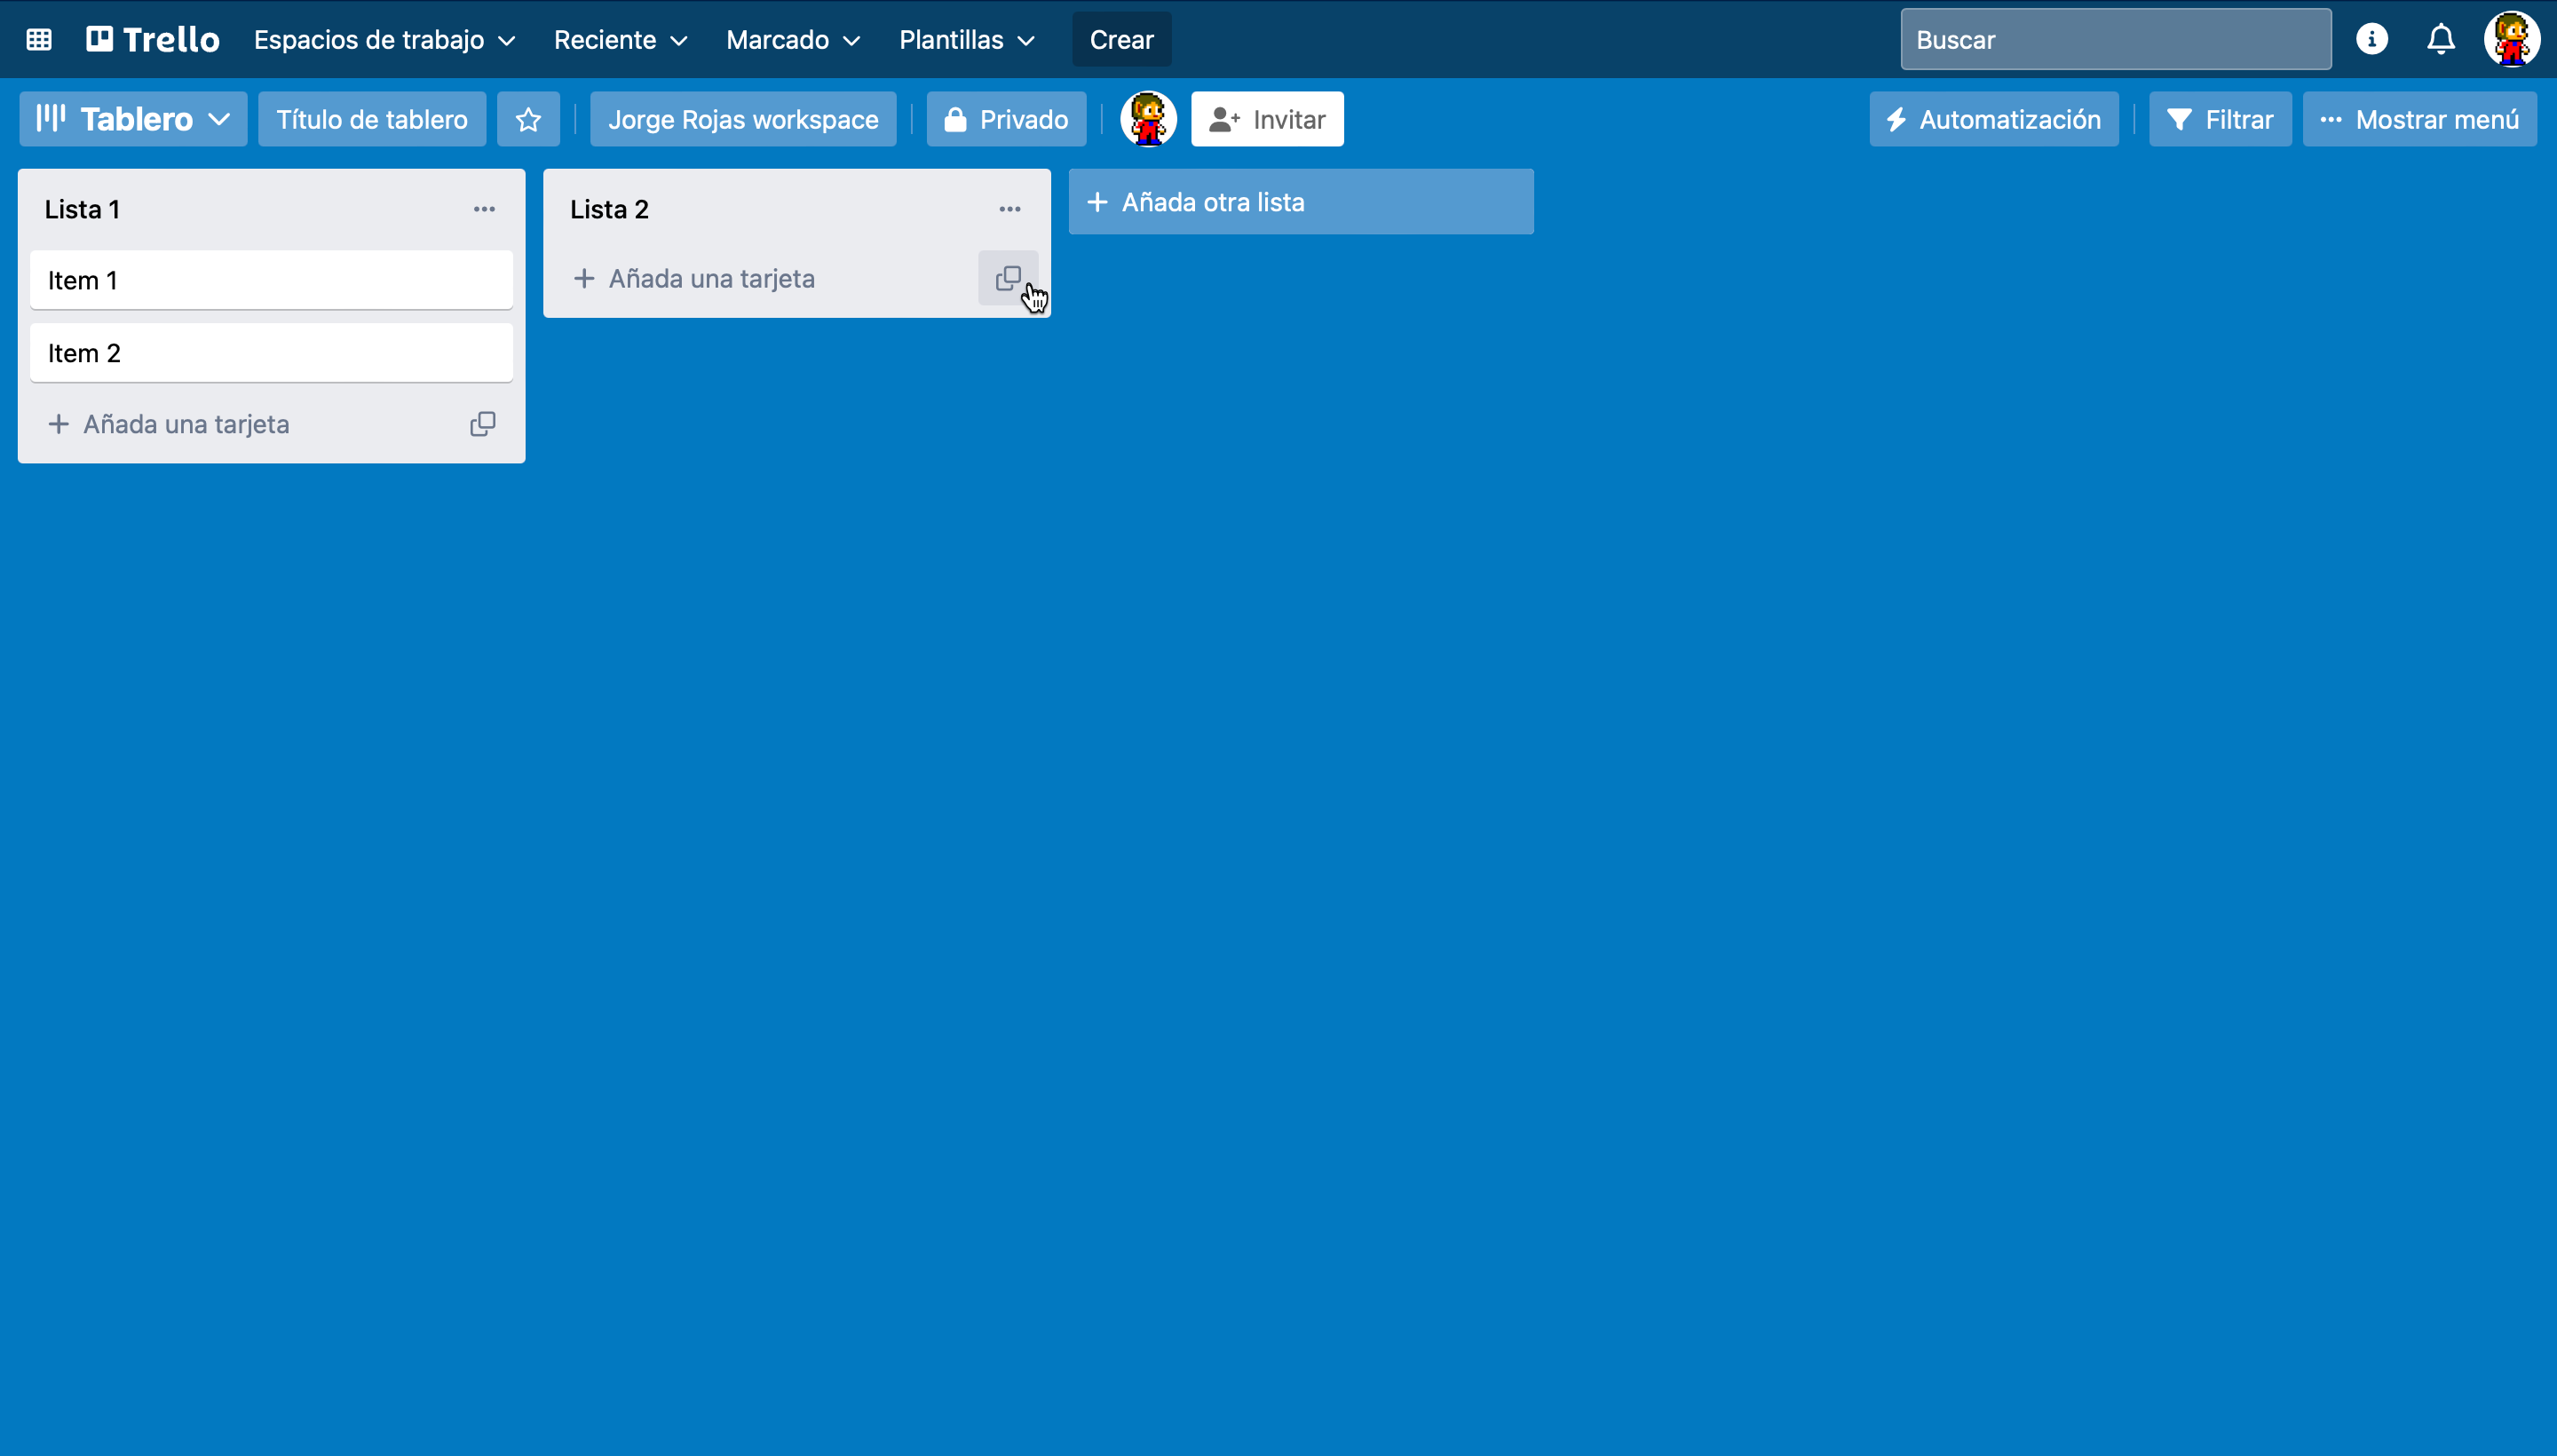 Trello Espacios de trabajo Reciente Marcado Plantillas Crear Buscar
Tablero Título de tablero Jorge Rojas workspace Privado Invitar Automatización Filtrar Mostrar menú
Lista 1
Item 1
Item 2
+ Añada una tarjeta
Lista 2
+ Añada una tarjeta
+ Añada otra lista